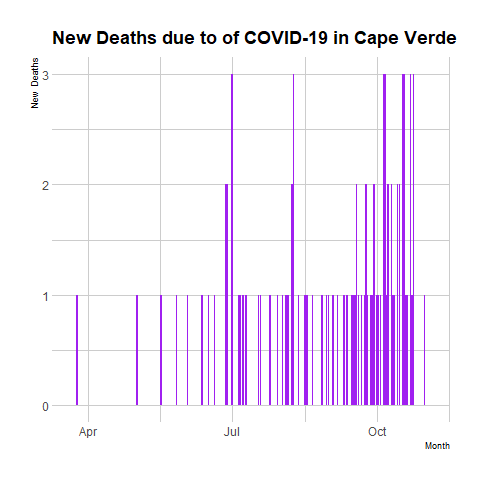 New Deaths due to of COVID-19 in Cape Verde
New Deaths
3
2
1
0
Apr
Jul
Oct
Month